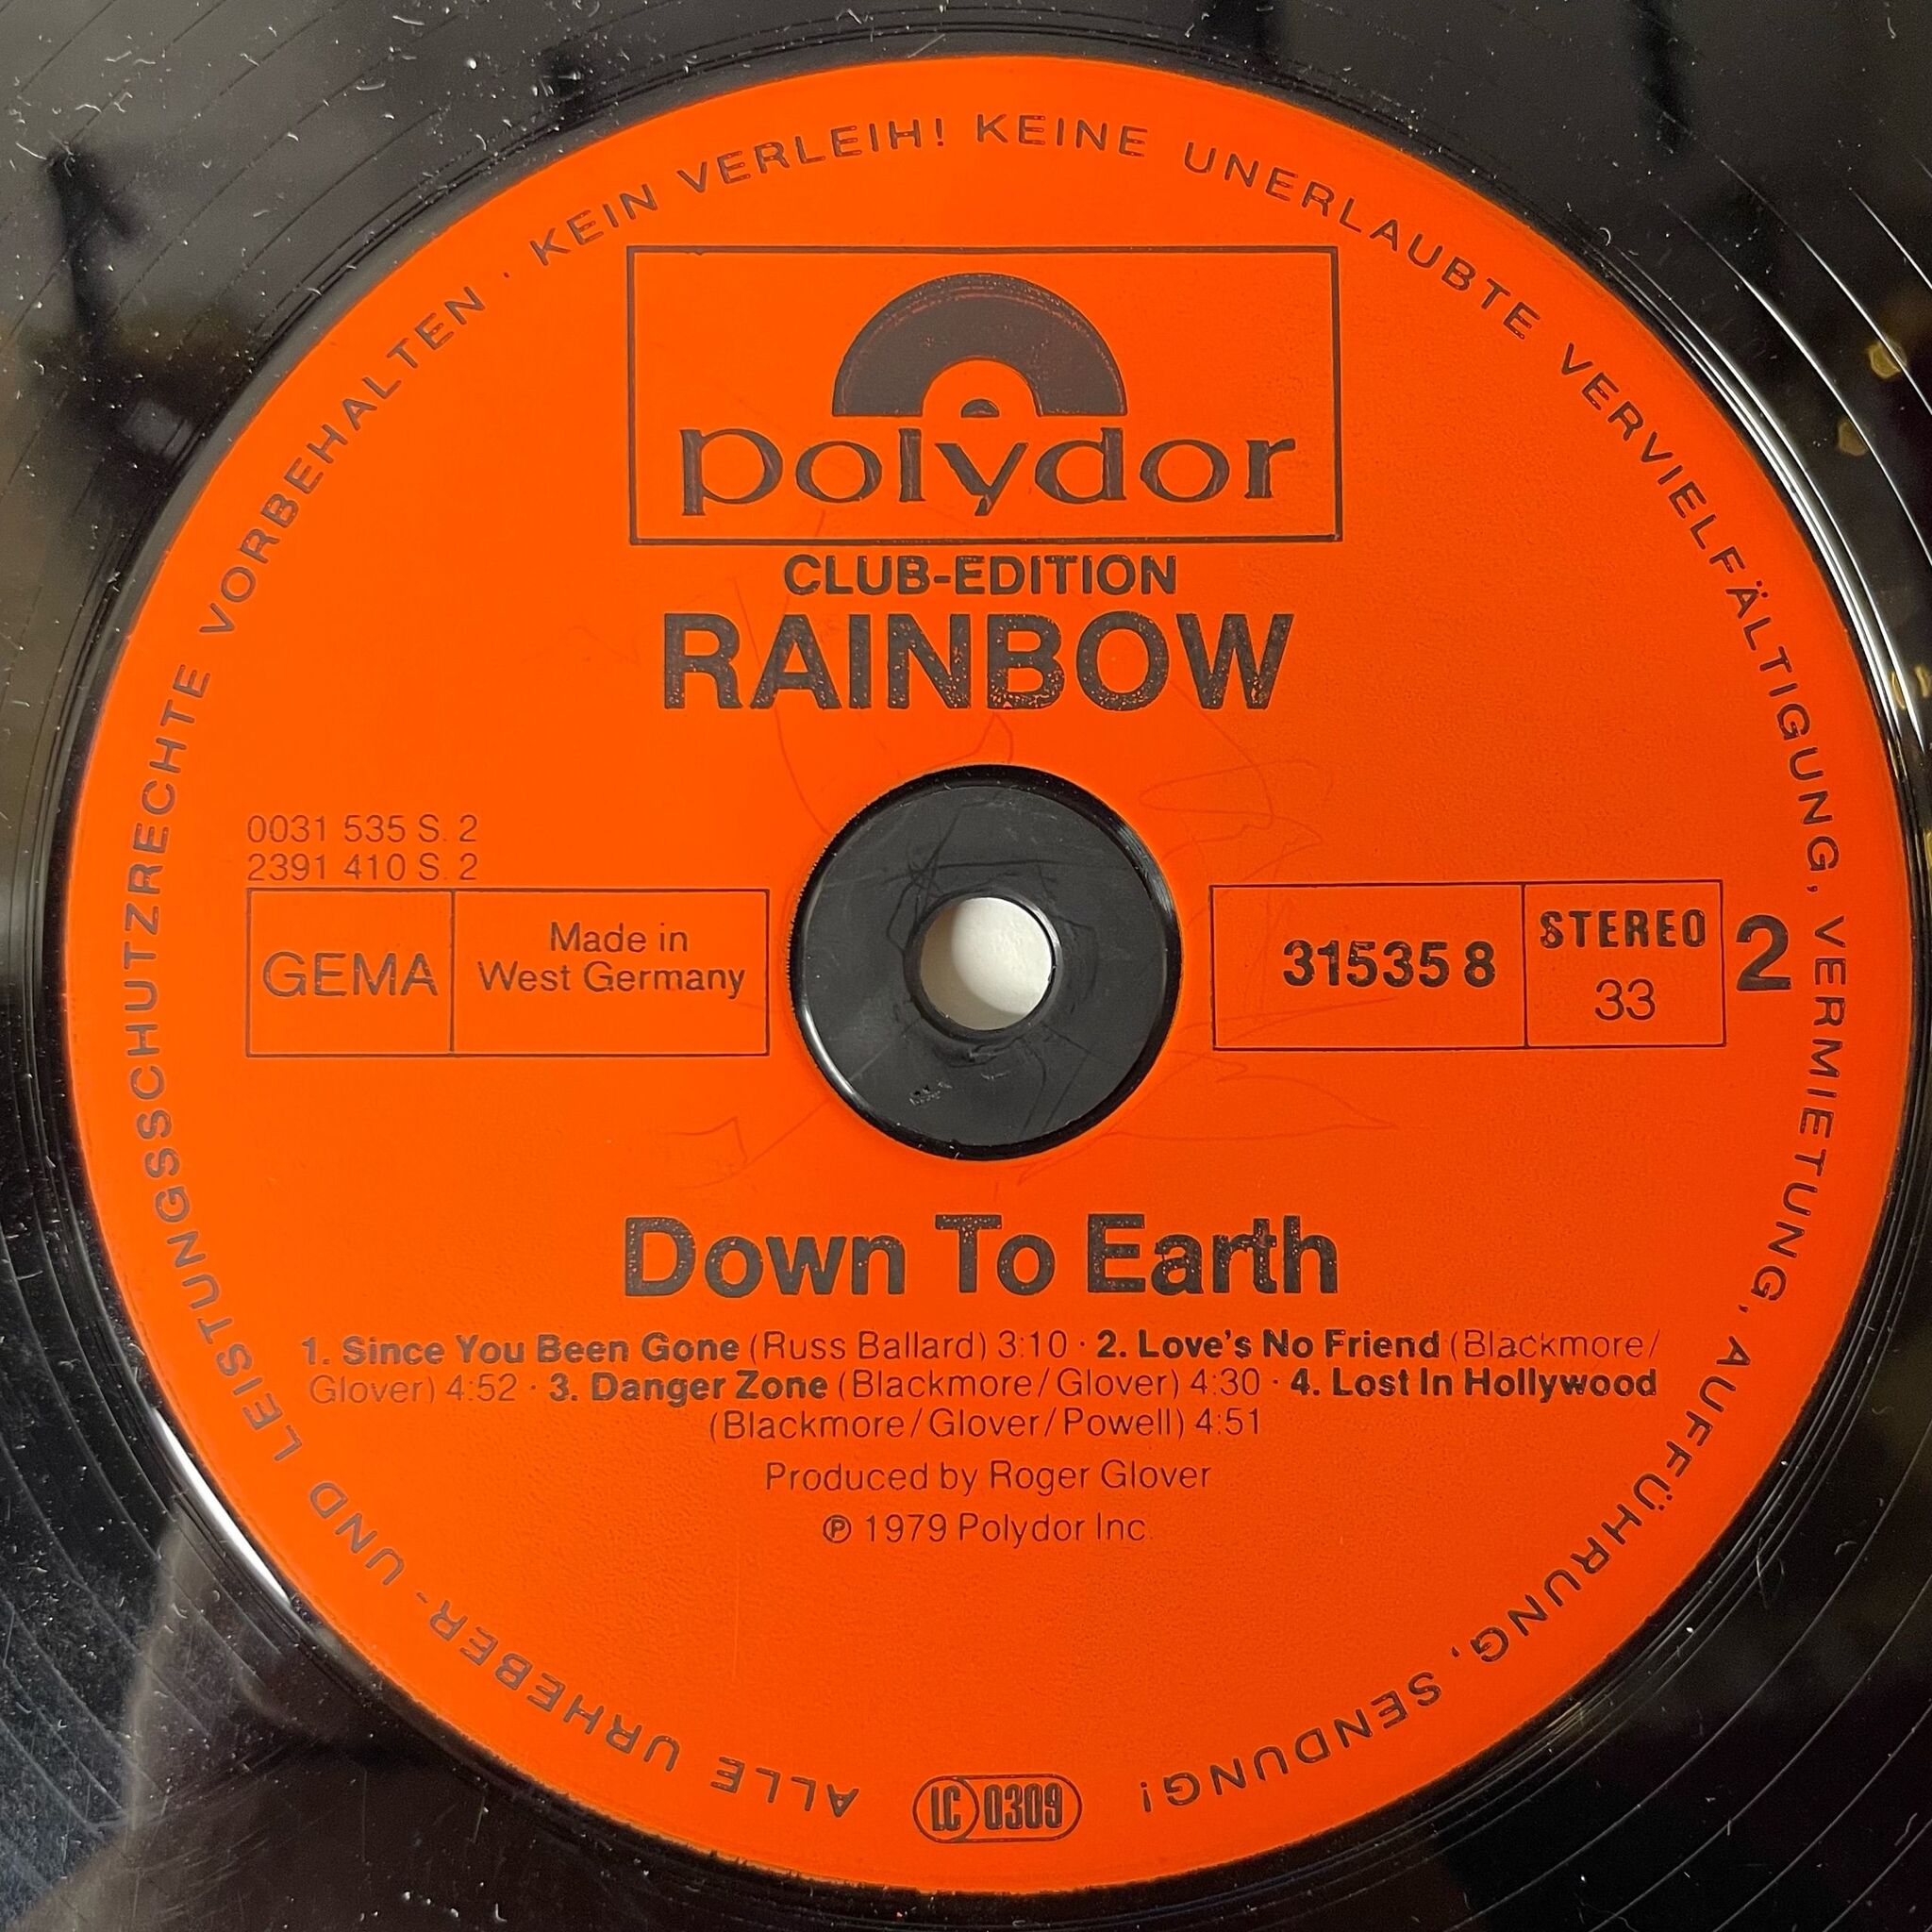 ALLE URHEBER- UND LEISTUNGSSCHUTZRECHTE VORBEHALTEN · KEIN VERLEIH! KEINE UNERLAUBTE VERVIELFÄLTIGUNG, VERMIETUNG, AUFFÜHRUNG, SENDUNG!
polydor
CLUB-EDITION
RAINBOW
0031 535 S. 2
2391 410 S. 2
GEMA
Made in
West Germany
31535 8
STEREO
33
2
Down To Earth
1. Since You Been Gone (Russ Ballard) 3:10 · 2. Love's No Friend (Blackmore/
Glover) 4:52 · 3. Danger Zone (Blackmore/Glover) 4:30 · 4. Lost In Hollywood
(Blackmore/Glover/Powell) 4:51
Produced by Roger Glover
℗ 1979 Polydor Inc.
LC 0309